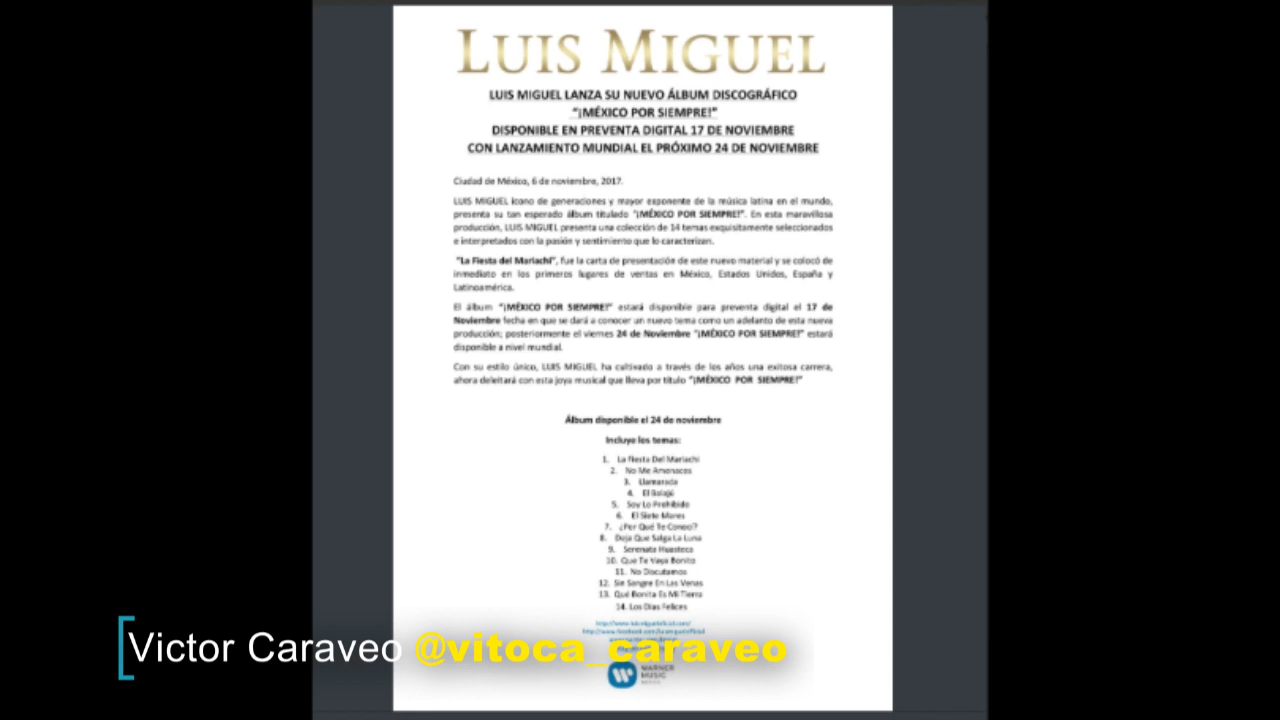 LUIS MIGUEL
LUIS MIGUEL LANZA SU NUEVO ÁLBUM DISCOGRÁFICO
"¡MÉXICO POR SIEMPRE!"
DISPONIBLE EN PREVENTA DIGITAL 17 DE NOVIEMBRE
CON LANZAMIENTO MUNDIAL EL PRÓXIMO 24 DE NOVIEMBRE
Ciudad de México, 6 de noviembre, 2017.
LUIS MIGUEL ícono de generaciones y mayor exponente de la música latina en el mundo,
presenta su tan esperado álbum titulado "¡MÉXICO POR SIEMPRE!". En esta maravillosa
producción, LUIS MIGUEL presenta una colección de 14 temas exquisitamente seleccionados
e interpretados con la pasión y sentimiento que lo caracterizan.
"La Fiesta del Mariachi", fue la carta de presentación de este nuevo material y se colocó de
inmediato en los primeros lugares de ventas en México, Estados Unidos, España y
Latinoamérica.
El álbum "¡MÉXICO POR SIEMPRE!" estará disponible para preventa digital el 17 de
Noviembre fecha en que se dará a conocer un nuevo tema como un adelanto de esta nueva
producción; posteriormente el viernes 24 de Noviembre "¡MÉXICO POR SIEMPRE!" estará
disponible a nivel mundial.
Con su estilo único, LUIS MIGUEL ha cultivado a través de los años una exitosa carrera,
ahora deleitará con esta joya musical que lleva por título "¡MÉXICO POR SIEMPRE!"
Álbum disponible el 24 de noviembre
Incluye los temas:
1. La Fiesta Del Mariachi
2. No Me Amenaces
3. Llamarada
4. El Balajú
5. Soy Lo Prohibido
6. El Siete Mares
7. ¿Por Qué Te Conocí?
8. Deja Que Salga La Luna
9. Serenata Huasteca
10. Que Te Vaya Bonito
11. No Discutamos
12. Sin Sangre En Las Venas
13. Qué Bonita Es Mi Tierra
14. Los Días Felices
http://www.luismigueloficial.com/
Victor Caraveo @vitoca_caraveo
WARNER
MUSIC